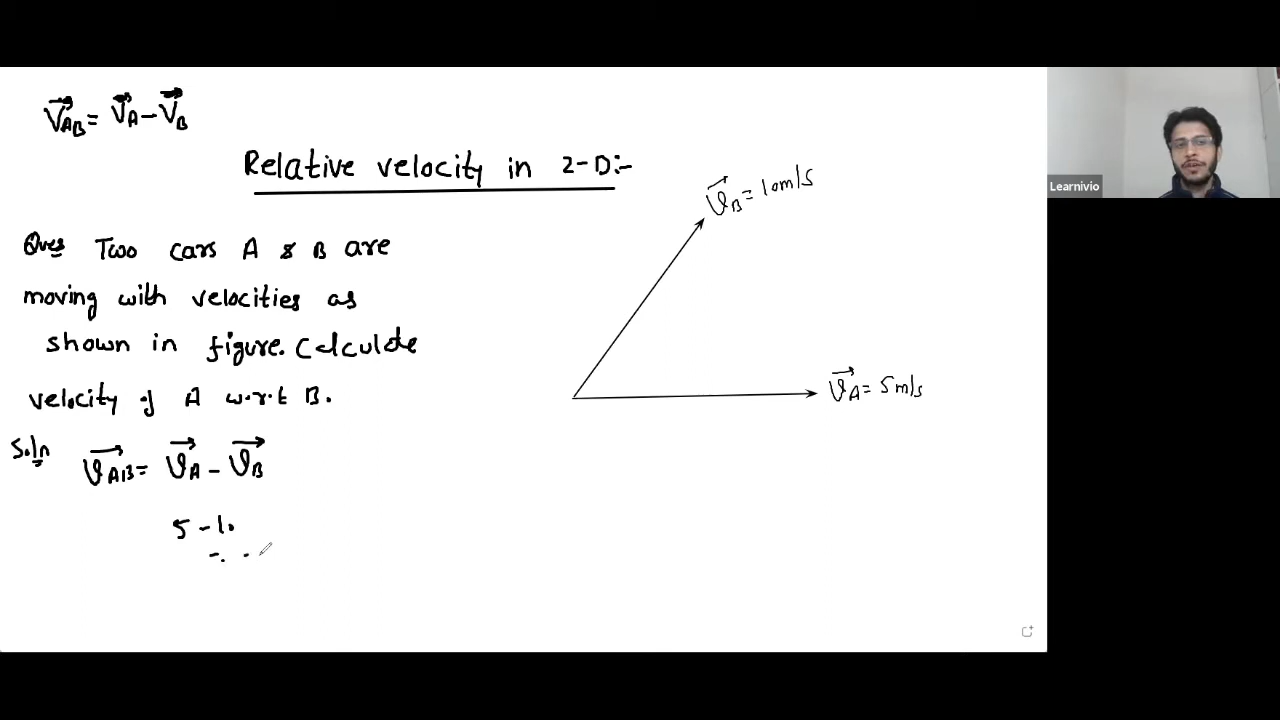 V⃗AB = V⃗A - V⃗B
Relative velocity in 2-D:-
Ques Two cars A & B are
moving with velocities as
shown in figure. Calculate
velocity of A w.r.t B.
Soln v⃗AB = v⃗A - v⃗B
5 - 10
v⃗B = 10m/s
v⃗A = 5m/s
Learnivio